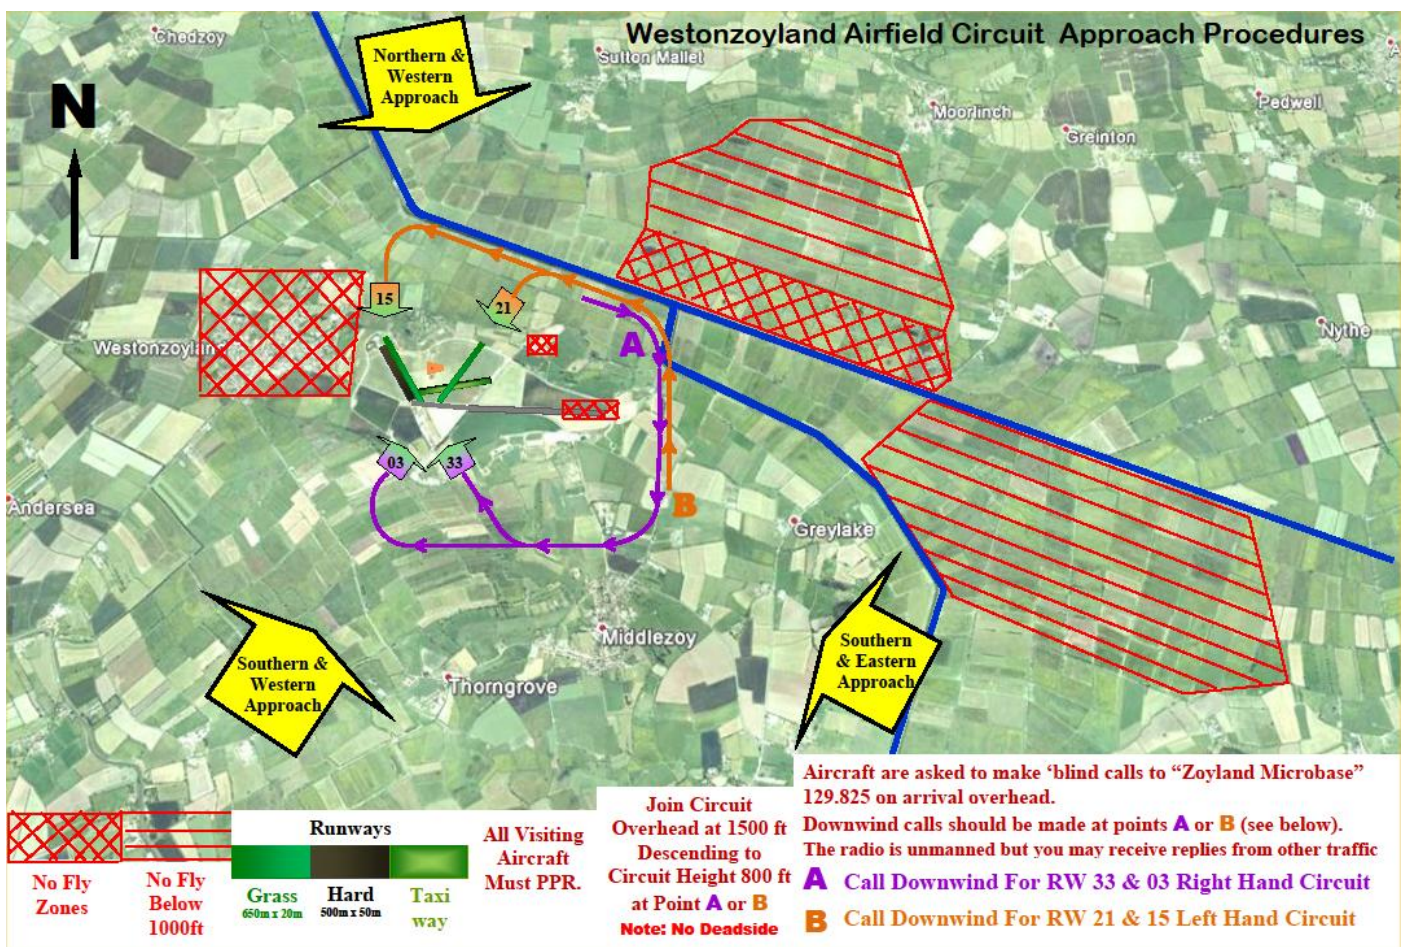 Westonzoyland Airfield Circuit Approach Procedures
Chedzoy
Northern &
Western
Approach
Sutton Mallet
N
Moorlinch
Pedwell
Greinton
15
21
A
Nythe
Westonzoyland
03
33
B
Andersea
Greylake
Middlezoy
Southern &
Western
Approach
Southern
& Eastern
Approach
Thorngrove
No Fly
Zones
No Fly
Below
1000ft
Runways
Grass
650m x 20m
Hard
500m x 50m
Taxi
way
All Visiting
Aircraft
Must PPR.
Join Circuit
Overhead at 1500 ft
Descending to
Circuit Height 800 ft
at Point A or B
Note: No Deadside
Aircraft are asked to make ‘blind calls to “Zoyland Microbase”
129.825 on arrival overhead.
Downwind calls should be made at points A or B (see below).
The radio is unmanned but you may receive replies from other traffic
A Call Downwind For RW 33 & 03 Right Hand Circuit
B Call Downwind For RW 21 & 15 Left Hand Circuit